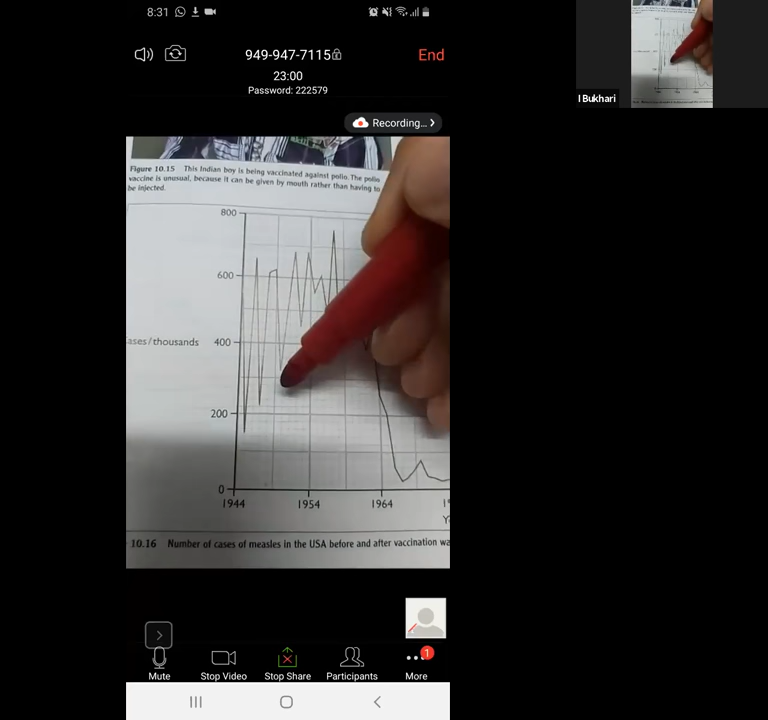 8:31
949-947-7115
End
23:00
Password: 222579
Recording...
I Bukhari
Figure 10.15 This Indian boy is being vaccinated against polio. The polio
vaccine is unusual, because it can be given by mouth rather than having to
be injected.
800
600
ases/thousands 400
200
0
1944 1954 1964
10.16 Number of cases of measles in the USA before and after vaccination wa
1
Mute Stop Video Stop Share Participants More